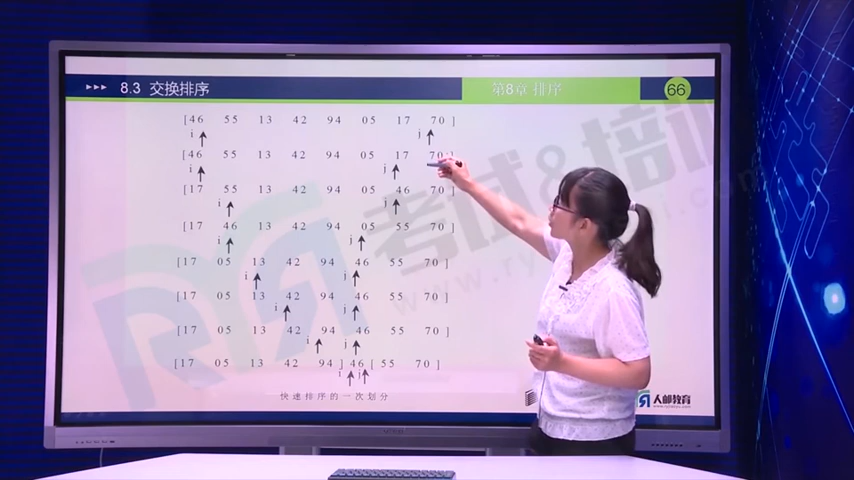 ▸▸▸ 8.3 交换排序 第8章 排序 66
[46 55 13 42 94 05 17 70]
i j
[46 55 13 42 94 05 17 70]
i j
[17 55 13 42 94 05 46 70]
i j
[17 46 13 42 94 05 55 70]
i j
[17 05 13 42 94 46 55 70]
i j
[17 05 13 42 94 46 55 70]
i j
[17 05 13 42 94 46 55 70]
i j
[17 05 13 42 94] 46 [55 70]
i j
快速排序的一次划分
人邮教育
考试&培训